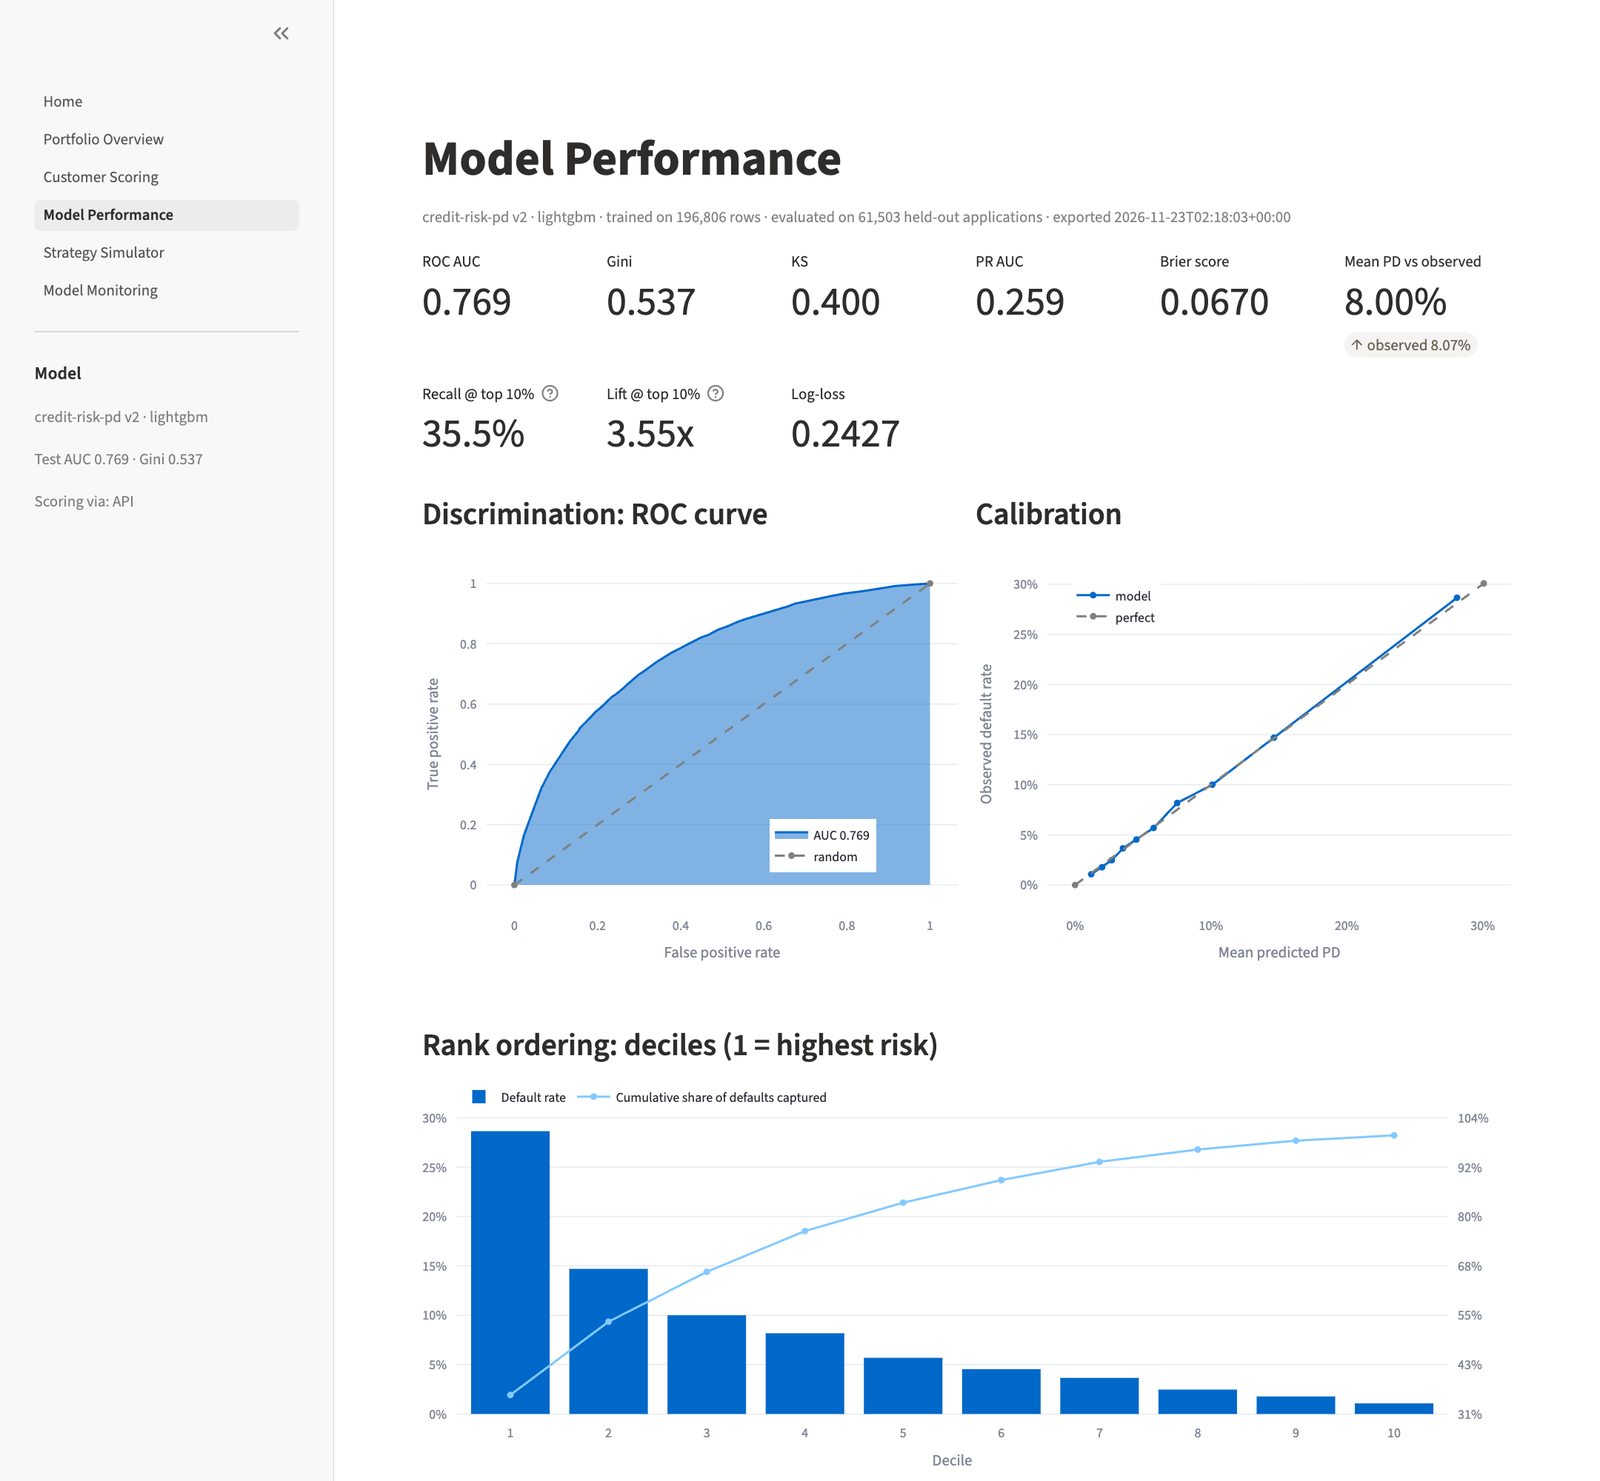 Home
Portfolio Overview
Customer Scoring
Model Performance
Strategy Simulator
Model Monitoring
Model
credit-risk-pd v2 · lightgbm
Test AUC 0.769 · Gini 0.537
Scoring via: API
Model Performance
credit-risk-pd v2 · lightgbm · trained on 196,806 rows · evaluated on 61,503 held-out applications · exported 2026-11-23T02:18:03+00:00
ROC AUC Gini KS PR AUC Brier score Mean PD vs observed
0.769 0.537 0.400 0.259 0.0670 8.00%
↑ observed 8.07%
Recall @ top 10% Lift @ top 10% Log-loss
35.5% 3.55x 0.2427
Discrimination: ROC curve
1
0.8
0.6
0.4
0.2
0
True positive rate
AUC 0.769
random
0 0.2 0.4 0.6 0.8 1
False positive rate
Calibration
30%
25%
20%
15%
10%
5%
0%
Observed default rate
model
perfect
0% 10% 20% 30%
Mean predicted PD
Rank ordering: deciles (1 = highest risk)
Default rate Cumulative share of defaults captured
30% 104%
25% 92%
20% 80%
15% 68%
10% 55%
5% 43%
0% 31%
1 2 3 4 5 6 7 8 9 10
Decile